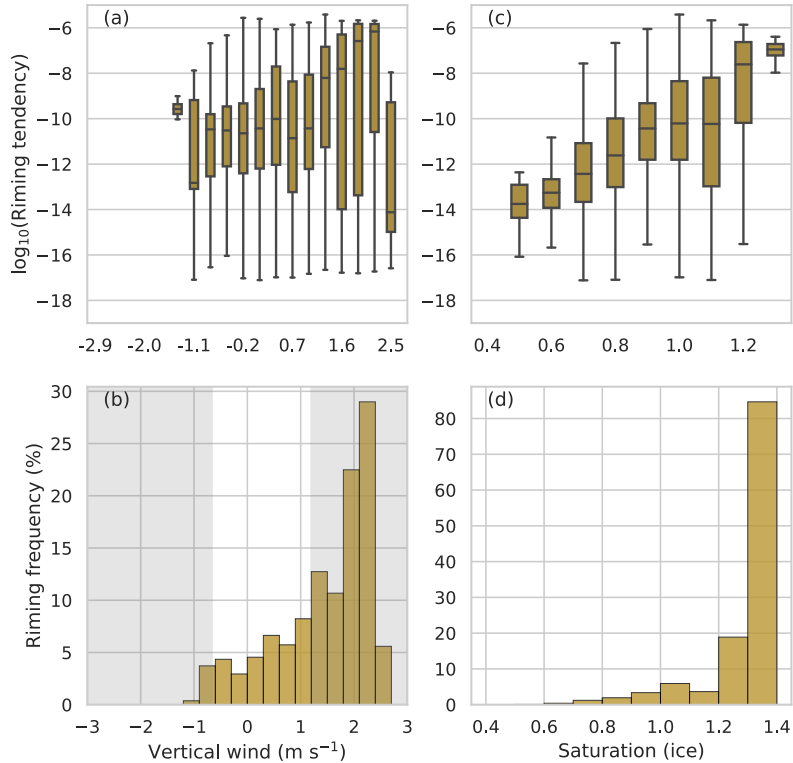 (a)
log₁₀(Riming tendency)
−6
−8
−10
−12
−14
−16
−18
-2.9 -2.0 -1.1 -0.2 0.7 1.6 2.5
(c)
−6
−8
−10
−12
−14
−16
−18
0.4 0.6 0.8 1.0 1.2
(b)
Riming frequency (%)
30
25
20
15
10
5
0
−3 −2 −1 0 1 2 3
Vertical wind (m s⁻¹)
(d)
80
70
60
50
40
30
20
10
0
0.4 0.6 0.8 1.0 1.2 1.4
Saturation (ice)